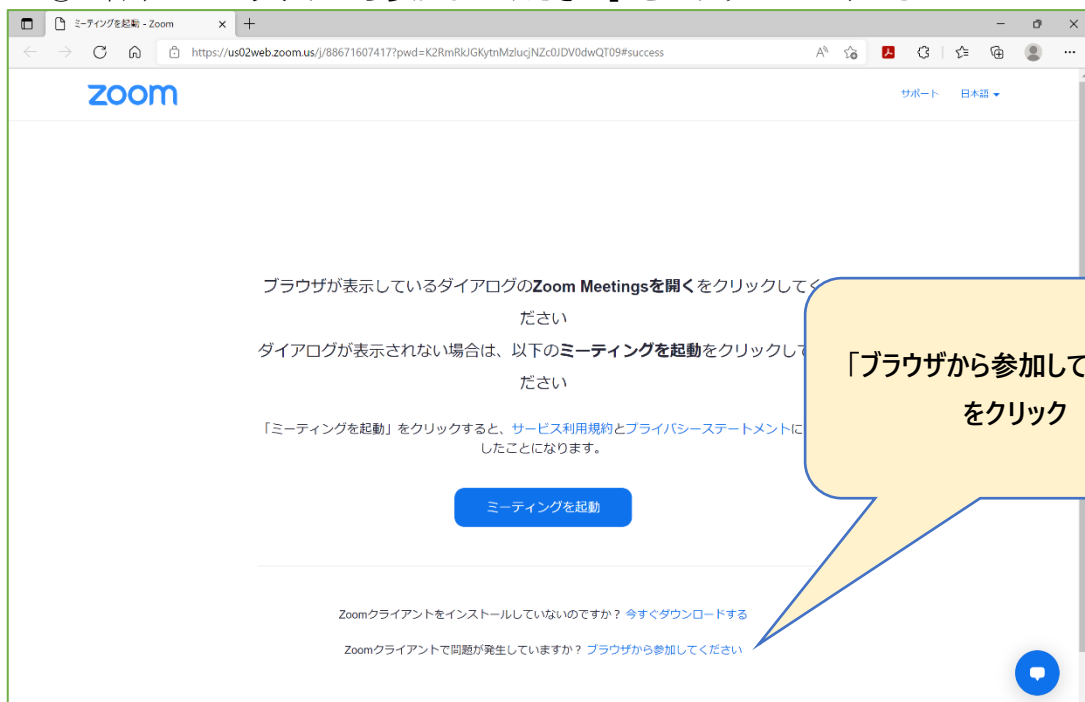 ミーティングを起動 - Zoom
https://us02web.zoom.us/j/88671607417?pwd=K2RmRkJGKytnMzlucjNZc0JDV0dwQT09#success
zoom
サポート 日本語
ブラウザが表示しているダイアログのZoom Meetingsを開くをクリックしてく
ださい
ダイアログが表示されない場合は、以下のミーティングを起動をクリックして
ださい
「ブラウザから参加して
をクリック
「ミーティングを起動」をクリックすると、サービス利用規約とプライバシーステートメントに
したことになります。
ミーティングを起動
Zoomクライアントをインストールしていないのですか？ 今すぐダウンロードする
Zoomクライアントで問題が発生していますか？ ブラウザから参加してください